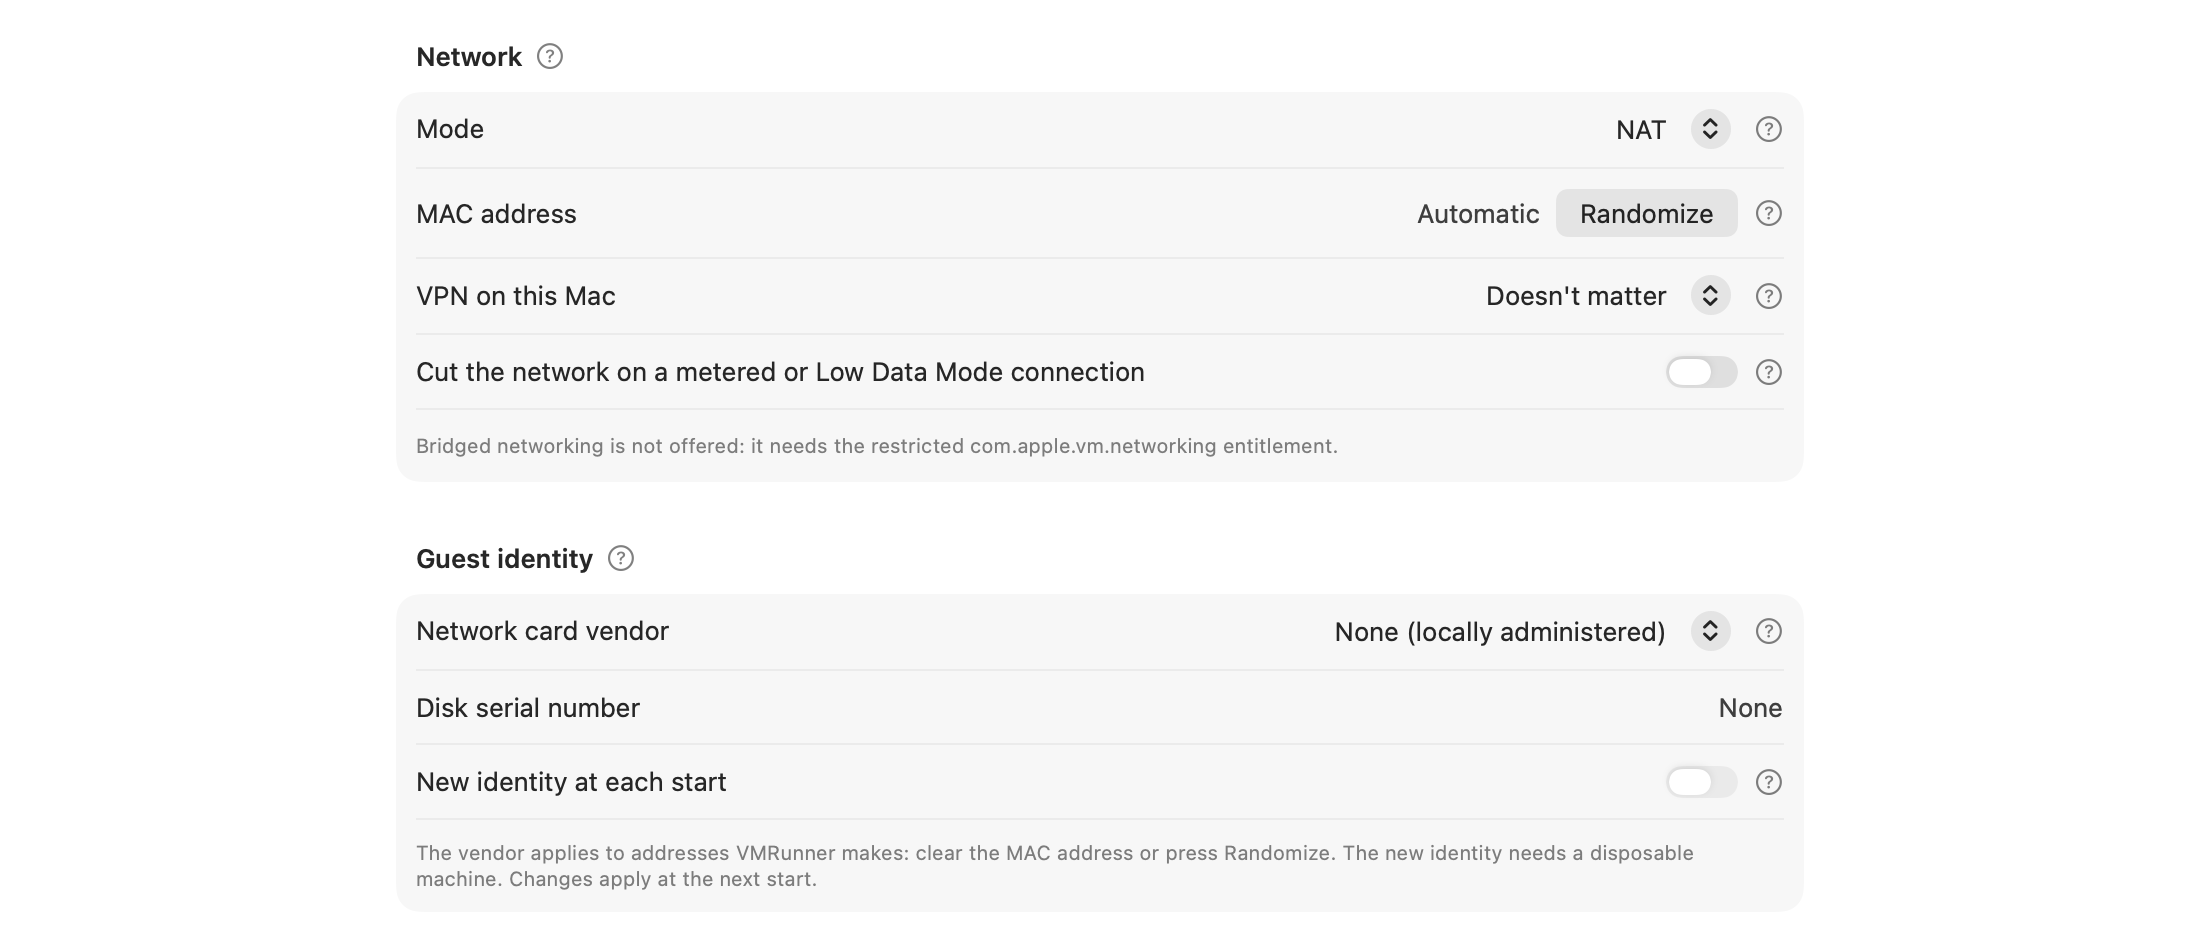 Network ?
Mode NAT ?
MAC address Automatic Randomize ?
VPN on this Mac Doesn't matter ?
Cut the network on a metered or Low Data Mode connection ?
Bridged networking is not offered: it needs the restricted com.apple.vm.networking entitlement.
Guest identity ?
Network card vendor None (locally administered) ?
Disk serial number None
New identity at each start ?
The vendor applies to addresses VMRunner makes: clear the MAC address or press Randomize. The new identity needs a disposable
machine. Changes apply at the next start.